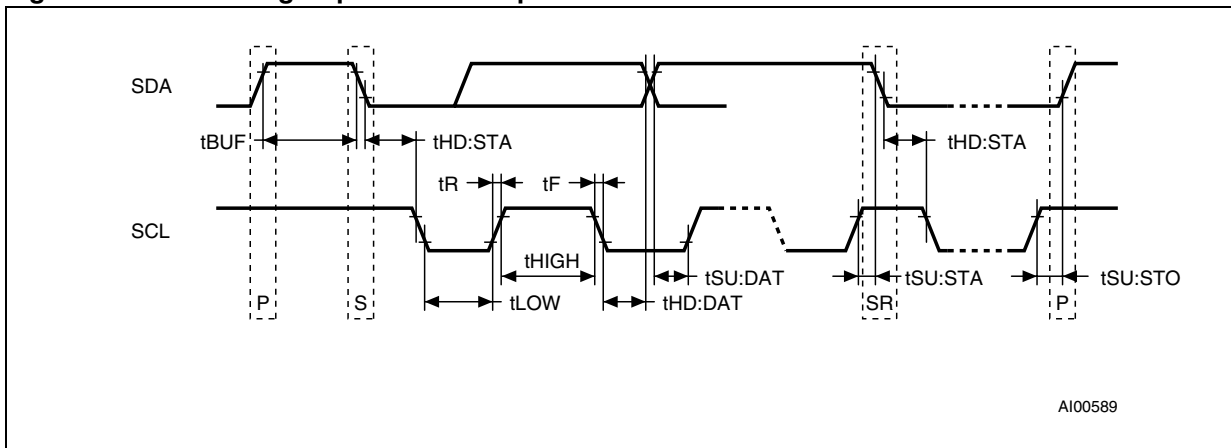 SDA
tBUF
tHD:STA
tHD:STA
tR
tF
SCL
tHIGH
tSU:DAT
tSU:STA
tSU:STO
P
S
tLOW
tHD:DAT
SR
P
AI00589